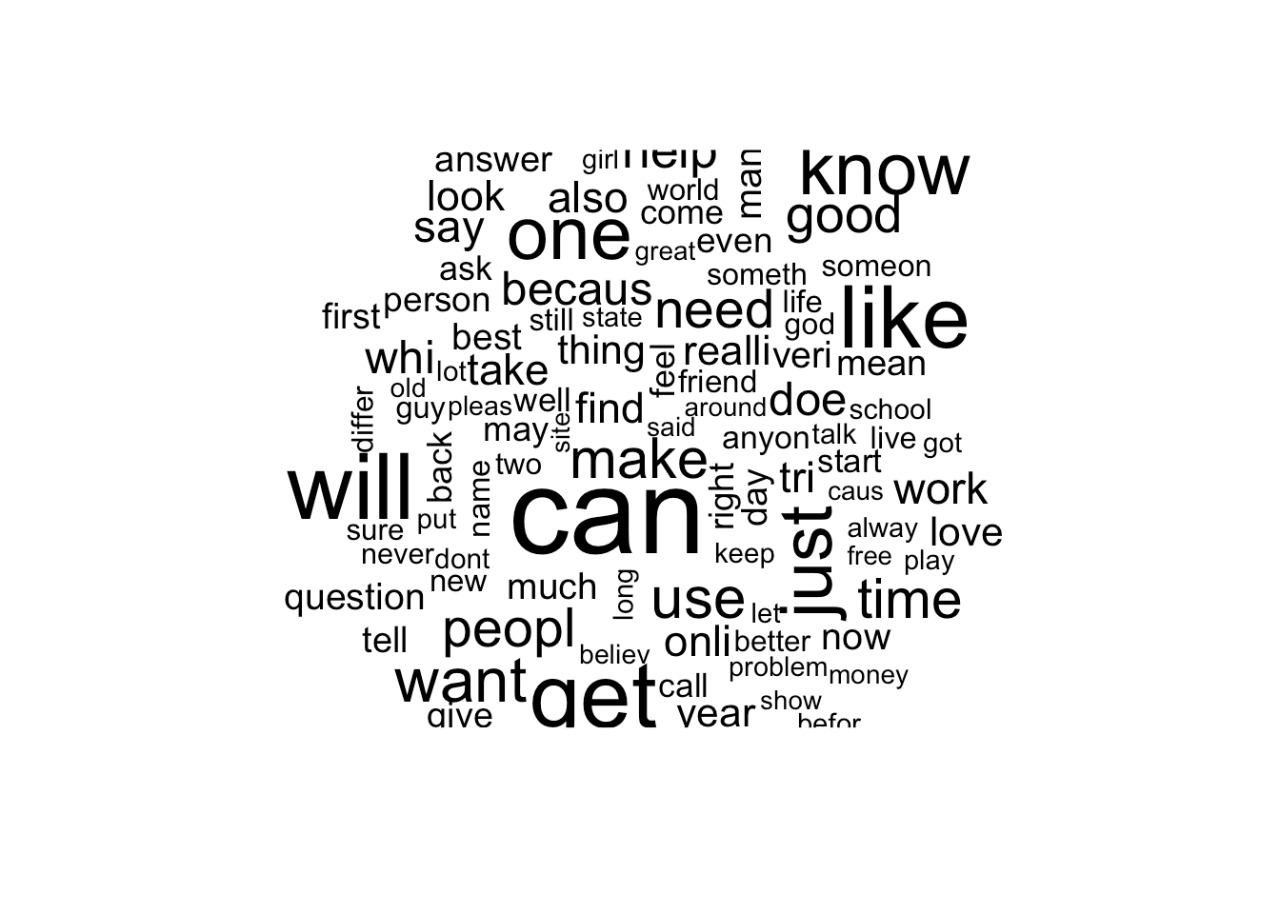 answer girl help man know
look also world
come good
say one great even
ask someth someon
person becaus need life like
first still state god
best thing realli veri mean
whi lot take feel friend
old guy pleas well find around doe school
differ may site said anyon talk live got
back name two make right day tri start
will can caus work
sure put just alway love
never dont keep free play
question new much long use let time
tell peopl believ onli better now
want get call problem money
give year show befor